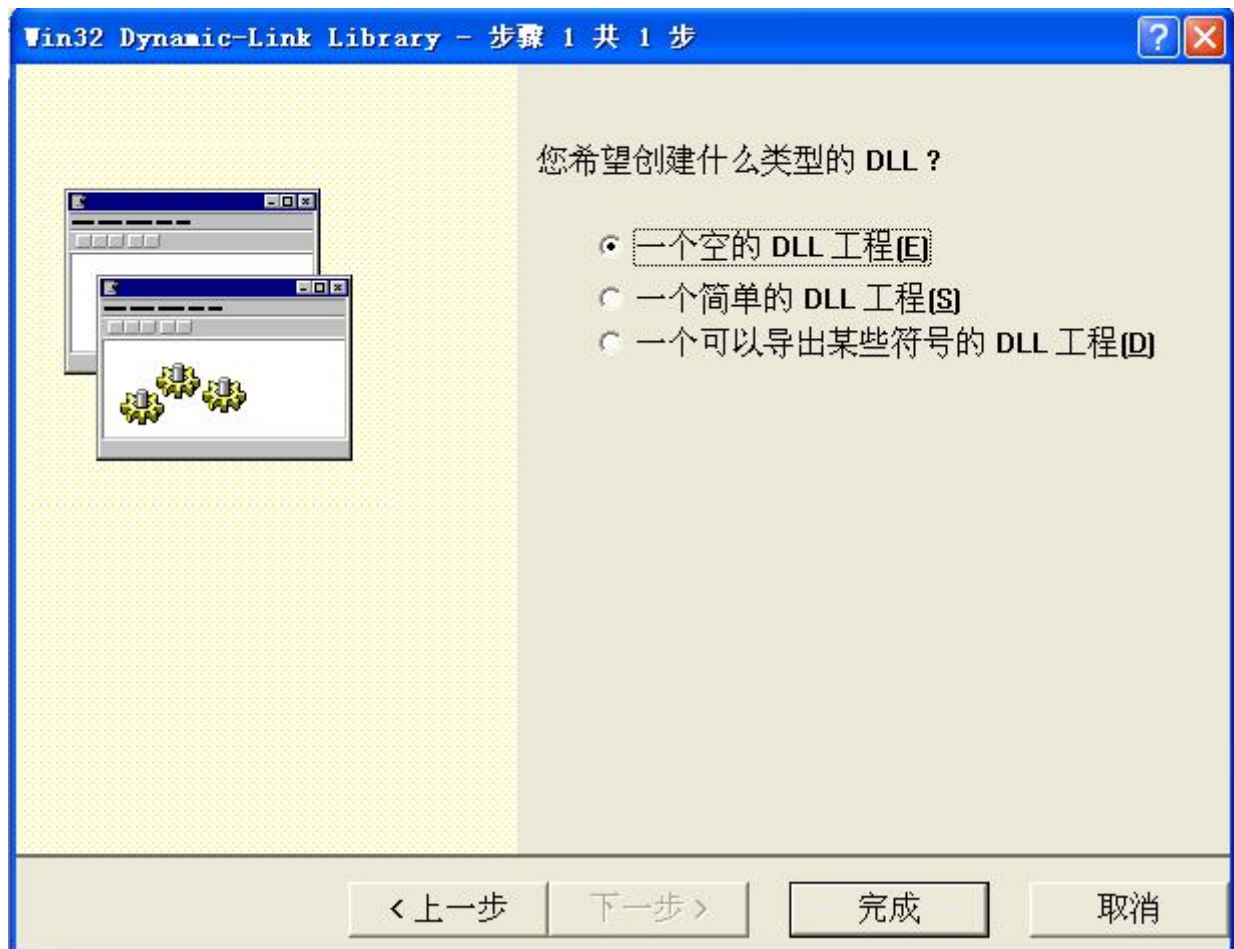 Win32 Dynamic-Link Library - 步骤 1 共 1 步
您希望创建什么类型的 DLL ?
一个空的 DLL 工程(E)
一个简单的 DLL 工程(S)
一个可以导出某些符号的 DLL 工程(D)
< 上一步 下一步 > 完成 取消